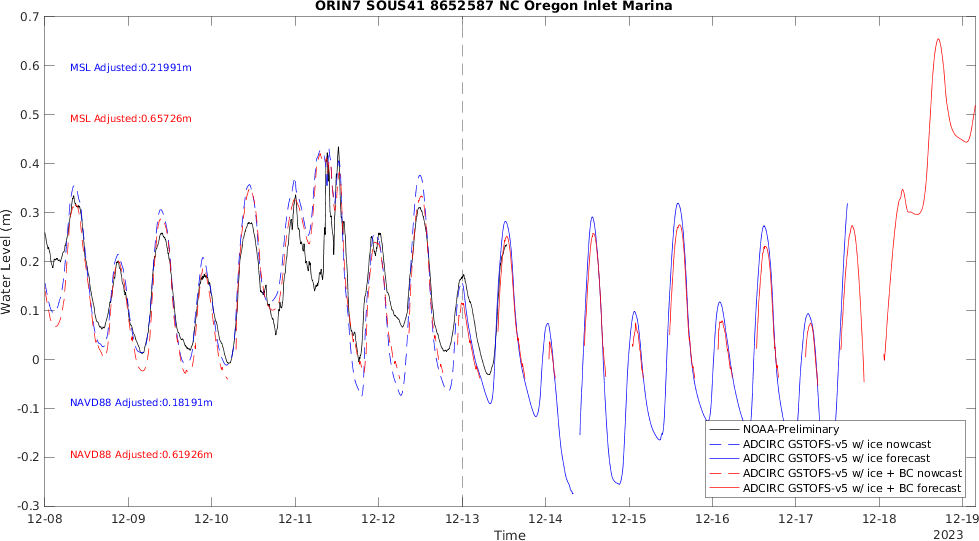 ORIN7 SOUS41 8652587 NC Oregon Inlet Marina
0.7
0.6
0.5
0.4
0.3
0.2
0.1
0
-0.1
-0.2
-0.3
Water Level (m)
MSL Adjusted:0.21991m
MSL Adjusted:0.65726m
NAVD88 Adjusted:0.18191m
NAVD88 Adjusted:0.61926m
NOAA-Preliminary
ADCIRC GSTOFS-v5 w/ ice nowcast
ADCIRC GSTOFS-v5 w/ ice forecast
ADCIRC GSTOFS-v5 w/ ice + BC nowcast
ADCIRC GSTOFS-v5 w/ ice + BC forecast
12-08 12-09 12-10 12-11 12-12 12-13 12-14 12-15 12-16 12-17 12-18 12-19
2023
Time